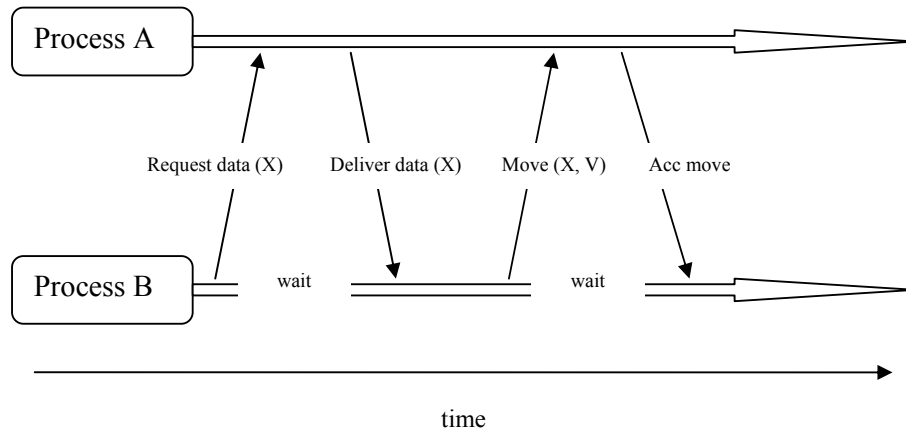 Process A
Request data (X)
Deliver data (X)
Move (X, V)
Acc move
Process B
wait
wait
time